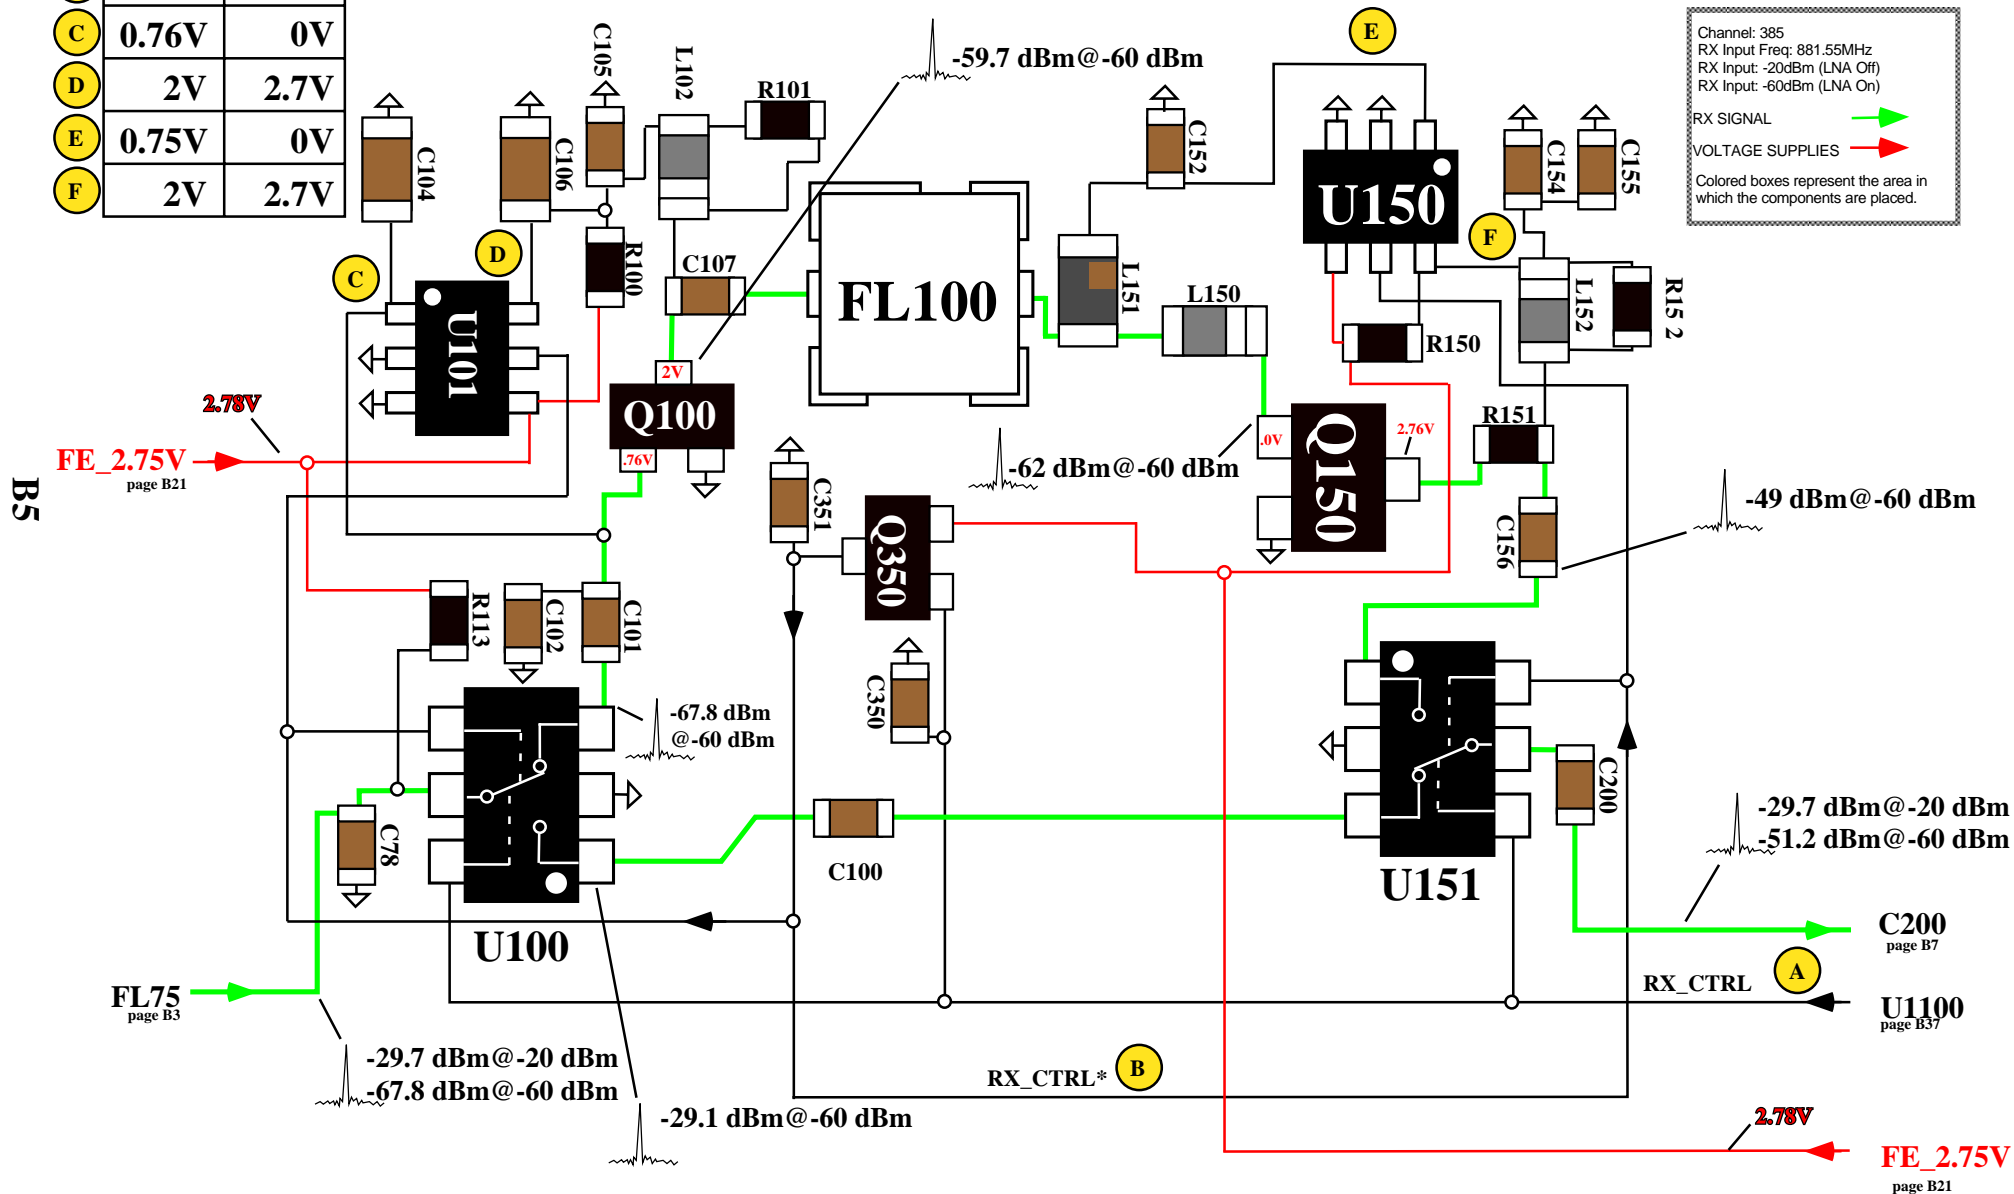 C 0.76V 0V
D 2V 2.7V
E 0.75V 0V
F 2V 2.7V
C105
L102
R101
-59.7 dBm@-60 dBm
E
Channel: 385
RX Input Freq: 881.55MHz
RX Input: -20dBm (LNA Off)
RX Input: -60dBm (LNA On)
RX SIGNAL
VOLTAGE SUPPLIES
Colored boxes represent the area in
which the components are placed.
C104
C106
C152
C154
C155
U150
F
C
D
R100
C107
FL100
L151
L150
L152
R15 2
U101
R150
2V
Q100
.76V
2.78V
FE_2.75V
page B21
B5
R151
.0V
2.76V
Q150
-62 dBm@-60 dBm
-49 dBm@-60 dBm
C351
Q350
C156
R113
C102
C101
C350
-67.8 dBm
@-60 dBm
C78
C100
C200
U100
U151
-29.7 dBm@-20 dBm
-51.2 dBm@-60 dBm
C200
page B7
FL75
page B3
RX_CTRL
A
U1100
page B37
-29.7 dBm@-20 dBm
-67.8 dBm@-60 dBm
RX_CTRL*
B
-29.1 dBm@-60 dBm
2.78V
FE_2.75V
page B21